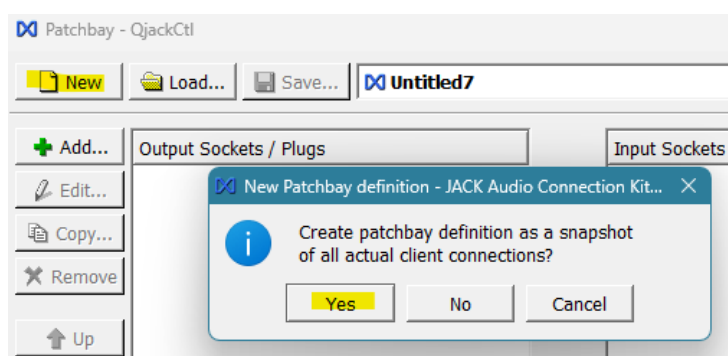 Patchbay - QjackCtl
New Load... Save... Untitled7
Add... Output Sockets / Plugs Input Sockets
New Patchbay definition - JACK Audio Connection Kit...
Edit...
Create patchbay definition as a snapshot
of all actual client connections?
Copy...
Remove
Yes No Cancel
Up